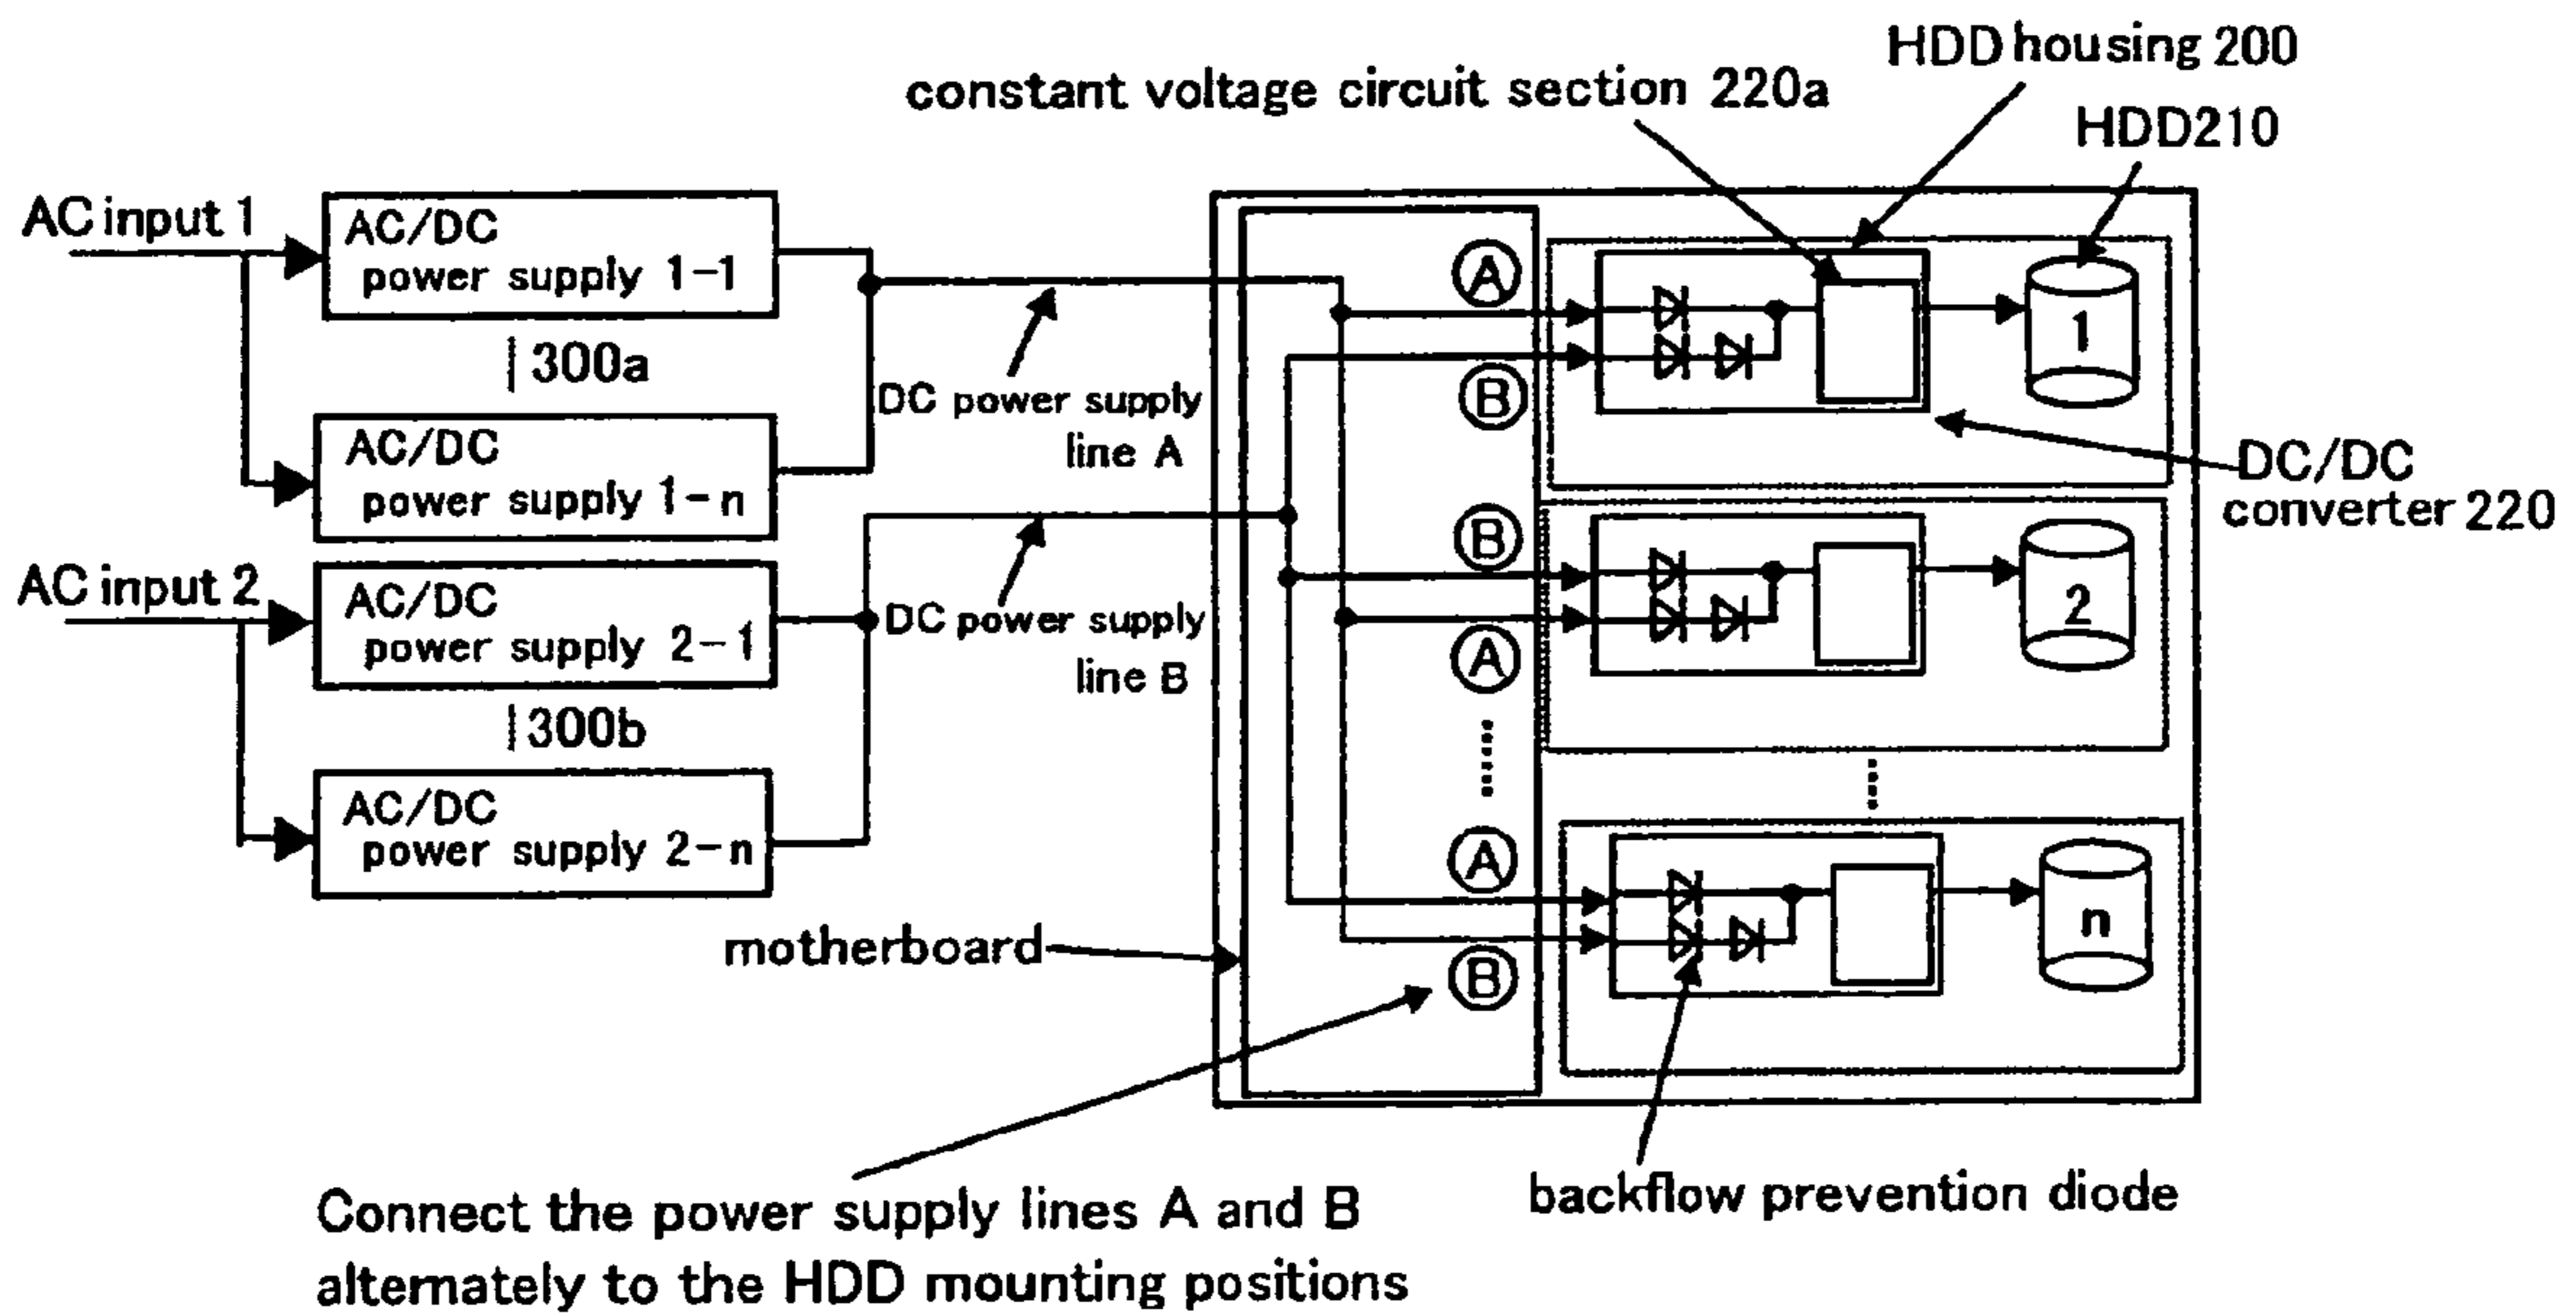 HDD housing 200
constant voltage circuit section 220a
HDD210
AC input 1
AC/DC
power supply 1-1
300a
AC/DC
power supply 1-n
DC power supply
line A
AC input 2
AC/DC
power supply 2-1
300b
AC/DC
power supply 2-n
DC power supply
line B
A
B
1
DC/DC
converter 220
B
A
2
A
B
n
motherboard
Connect the power supply lines A and B
alternately to the HDD mounting positions
backflow prevention diode